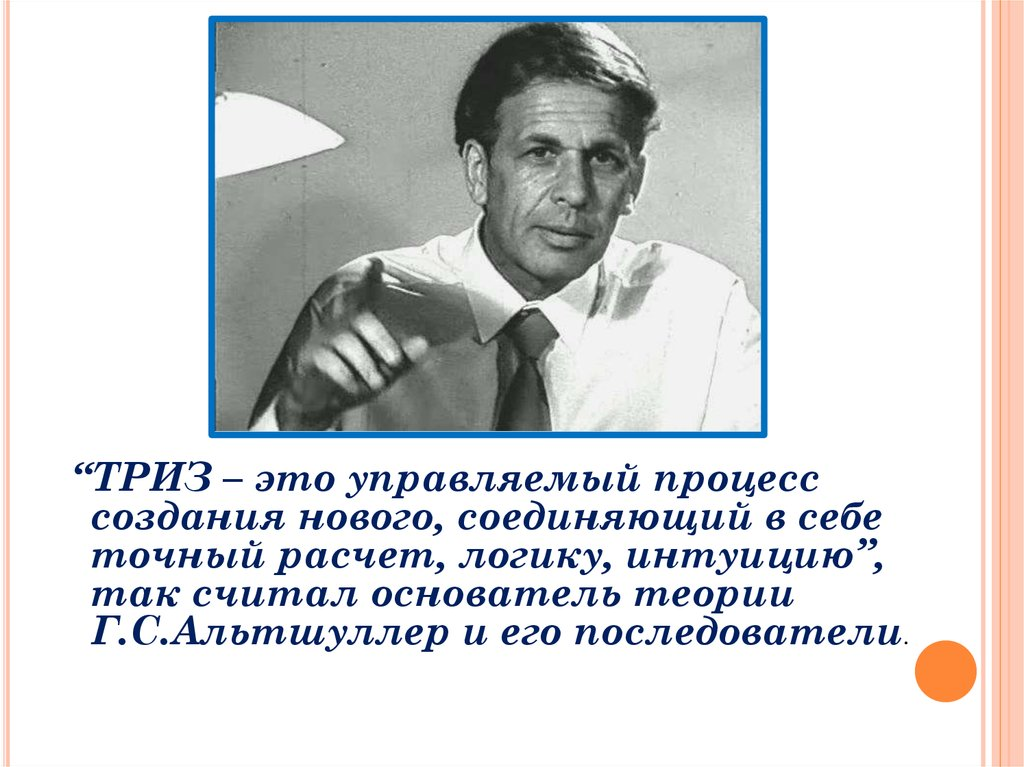 “ТРИЗ – это управляемый процесс
создания нового, соединяющий в себе
точный расчет, логику, интуицию”,
так считал основатель теории
Г.С.Альтшуллер и его последователи.